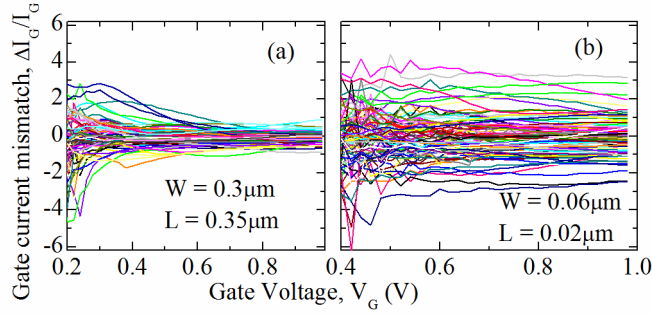 Gate current mismatch, ΔI_G/I_G
6
4
2
0
-2
-4
-6
(a)
W = 0.3μm
L = 0.35μm
(b)
W = 0.06μm
L = 0.02μm
0.2 0.4 0.6 0.8 0.4 0.6 0.8 1.0
Gate Voltage, V_G (V)